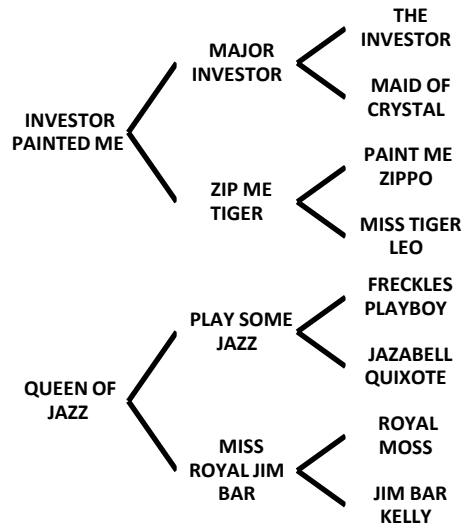 THE
INVESTOR
MAJOR
INVESTOR
MAID OF
CRYSTAL
INVESTOR
PAINTED ME
PAINT ME
ZIPPO
ZIP ME
TIGER
MISS TIGER
LEO
FRECKLES
PLAYBOY
PLAY SOME
JAZZ
JAZABELL
QUIXOTE
QUEEN OF
JAZZ
ROYAL
MOSS
MISS
ROYAL JIM
BAR
JIM BAR
KELLY